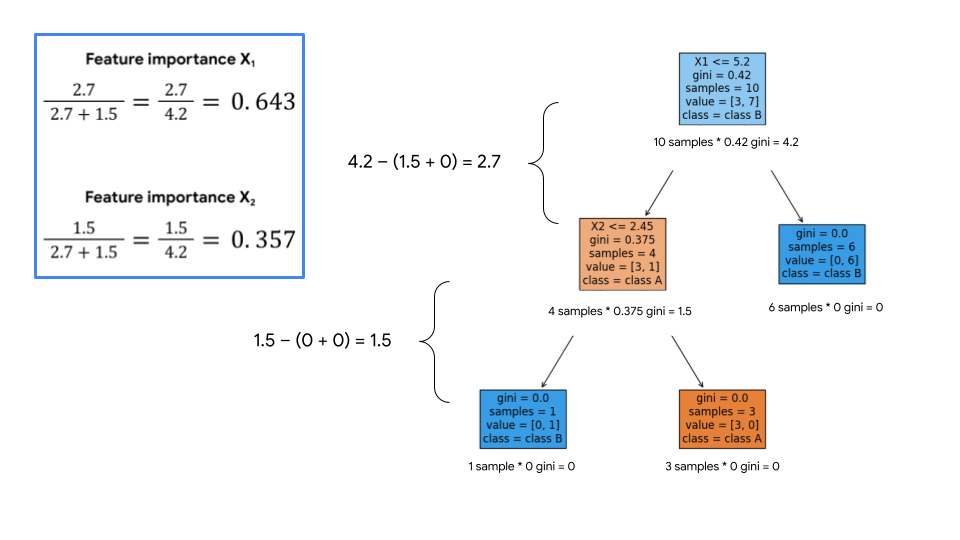 Feature importance X₁
2.7 / 2.7 + 1.5 = 2.7 / 4.2 = 0.643
Feature importance X₂
1.5 / 2.7 + 1.5 = 1.5 / 4.2 = 0.357
X1 <= 5.2
gini = 0.42
samples = 10
value = [3, 7]
class = class B
10 samples * 0.42 gini = 4.2
4.2 – (1.5 + 0) = 2.7
X2 <= 2.45
gini = 0.375
samples = 4
value = [3, 1]
class = class A
4 samples * 0.375 gini = 1.5
gini = 0.0
samples = 6
value = [0, 6]
class = class B
6 samples * 0 gini = 0
1.5 – (0 + 0) = 1.5
gini = 0.0
samples = 1
value = [0, 1]
class = class B
1 sample * 0 gini = 0
gini = 0.0
samples = 3
value = [3, 0]
class = class A
3 samples * 0 gini = 0